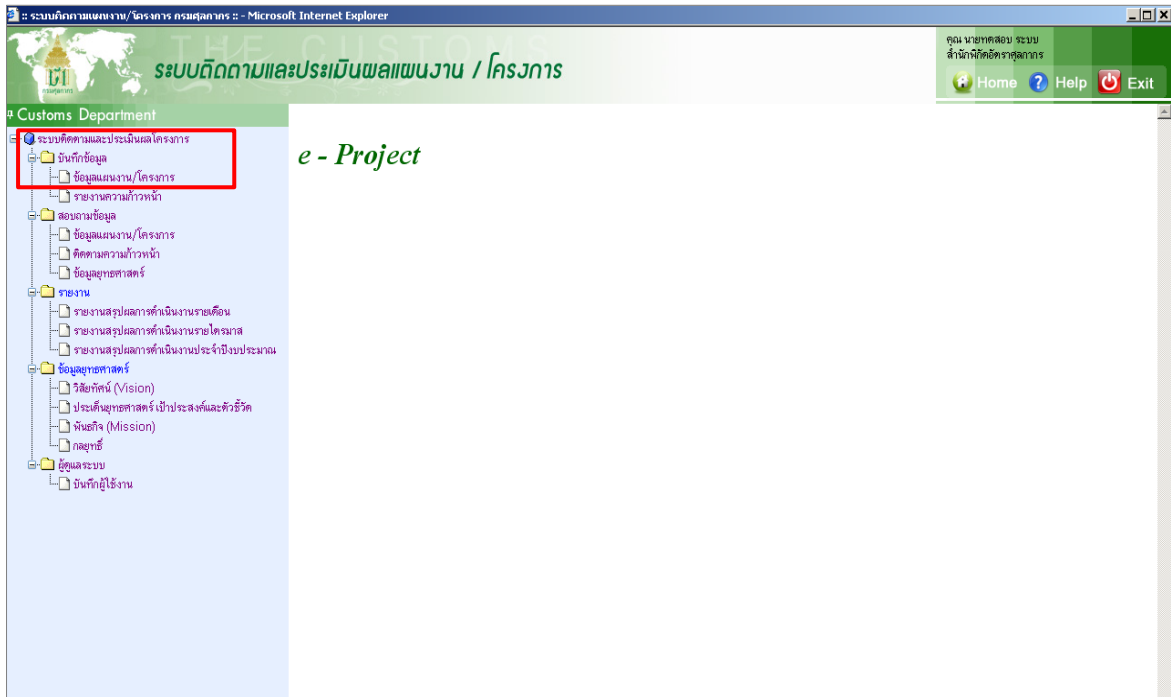 :: ระบบติดตามแผนงาน/โครงการ กรมศุลกากร :: - Microsoft Internet Explorer
THE CUSTOMS
กรมศุลกากร
ระบบติดตามและประเมินผลแผนงาน / โครงการ
คุณ นายทดสอบ ระบบ
สำนักพิกัดอัตราศุลกากร
Home Help Exit
Customs Department
ระบบติดตามและประเมินผลโครงการ
บันทึกข้อมูล
ข้อมูลแผนงาน/โครงการ
รายงานความก้าวหน้า
สอบถามข้อมูล
ข้อมูลแผนงาน/โครงการ
ติดตามความก้าวหน้า
ข้อมูลยุทธศาสตร์
รายงาน
รายงานสรุปผลการดำเนินงานรายเดือน
รายงานสรุปผลการดำเนินงานรายไตรมาส
รายงานสรุปผลการดำเนินงานประจำปีงบประมาณ
ข้อมูลยุทธศาสตร์
วิสัยทัศน์ (Vision)
ประเด็นยุทธศาสตร์ เป้าประสงค์และตัวชี้วัด
พันธกิจ (Mission)
กลยุทธิ์
ผู้ดูแลระบบ
บันทึกผู้ใช้งาน
e - Project